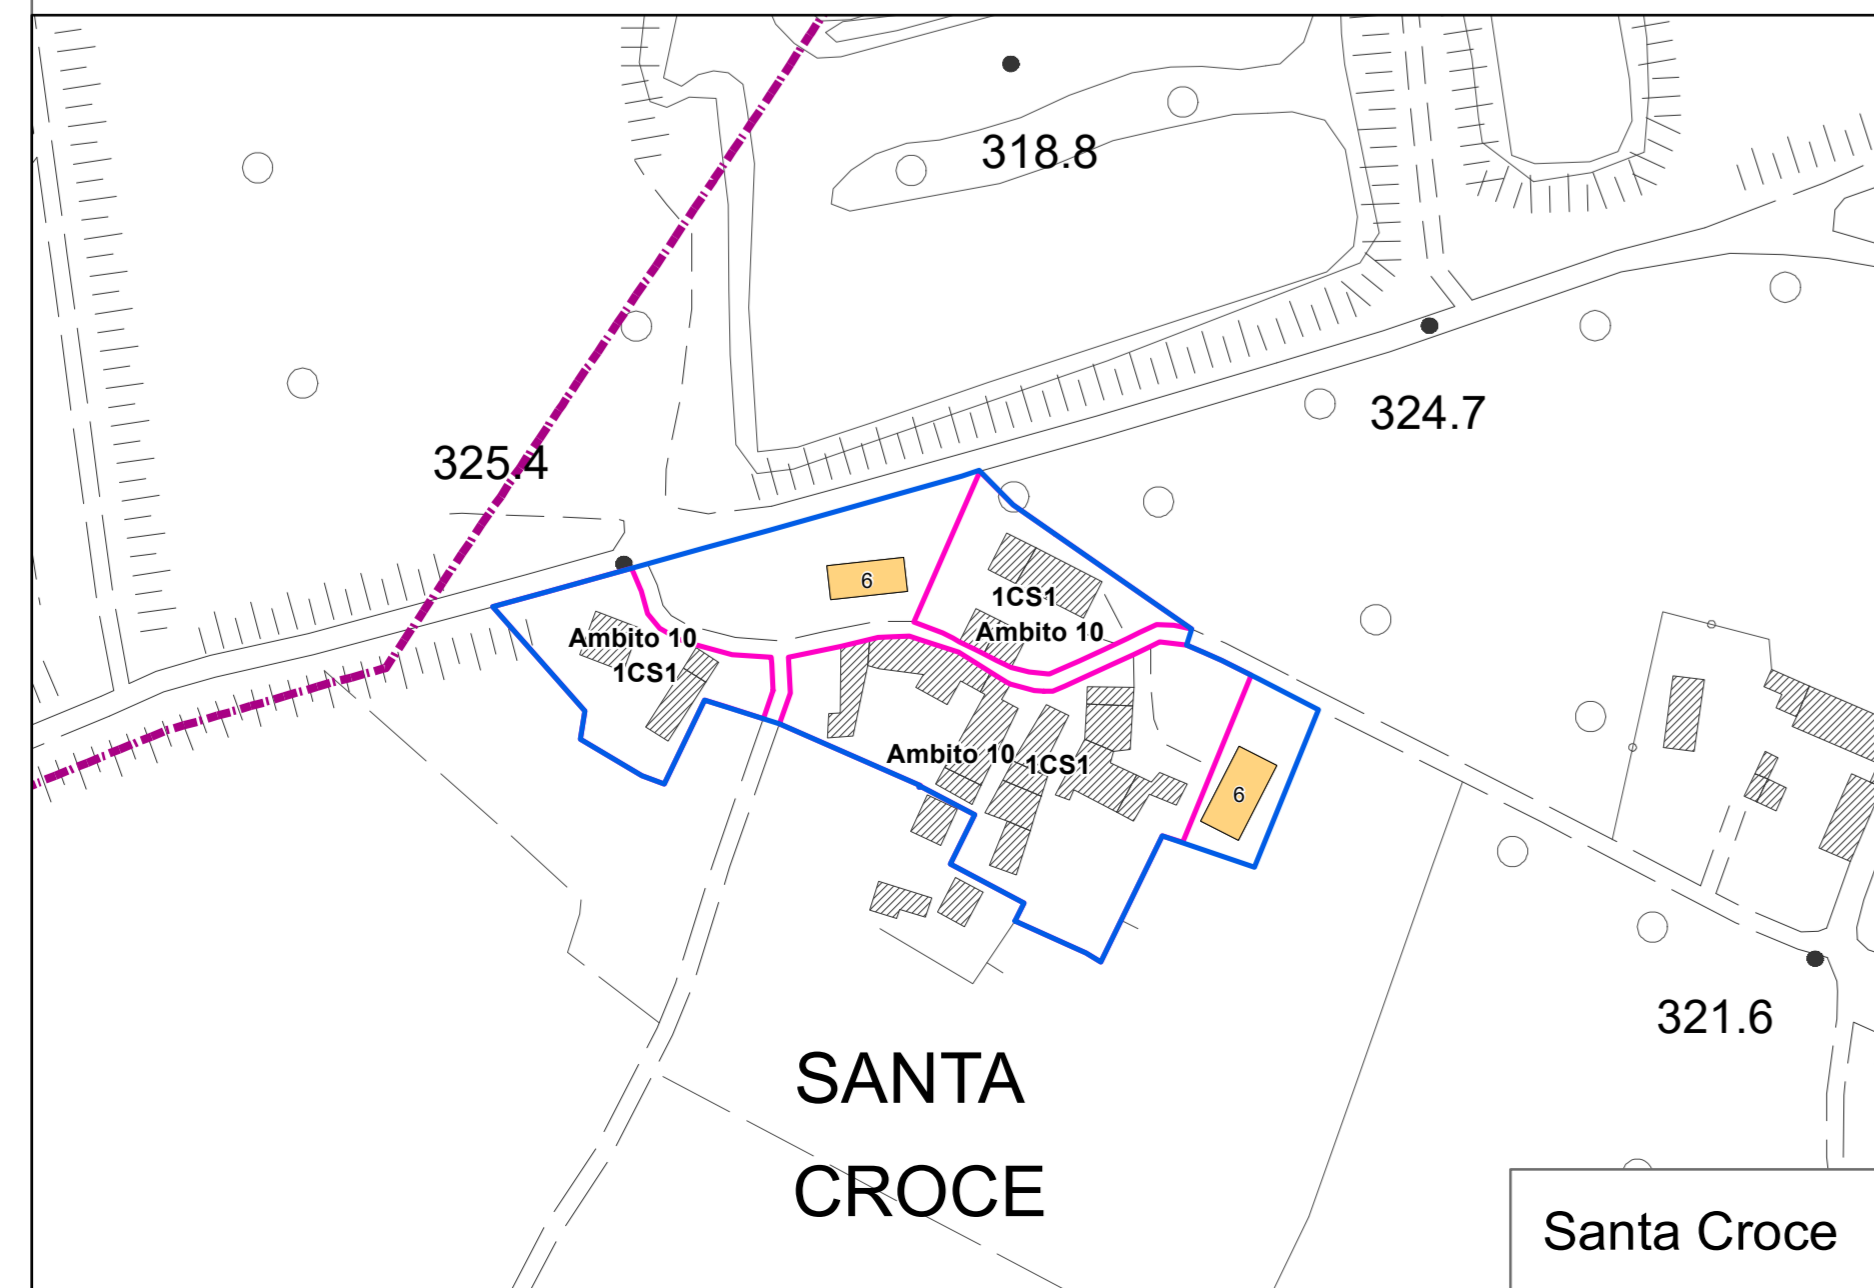 318.8
324.7
325.4
6
1CS1
Ambito 10
Ambito 10
1CS1
Ambito 10
1CS1
6
321.6
SANTA
CROCE
Santa Croce